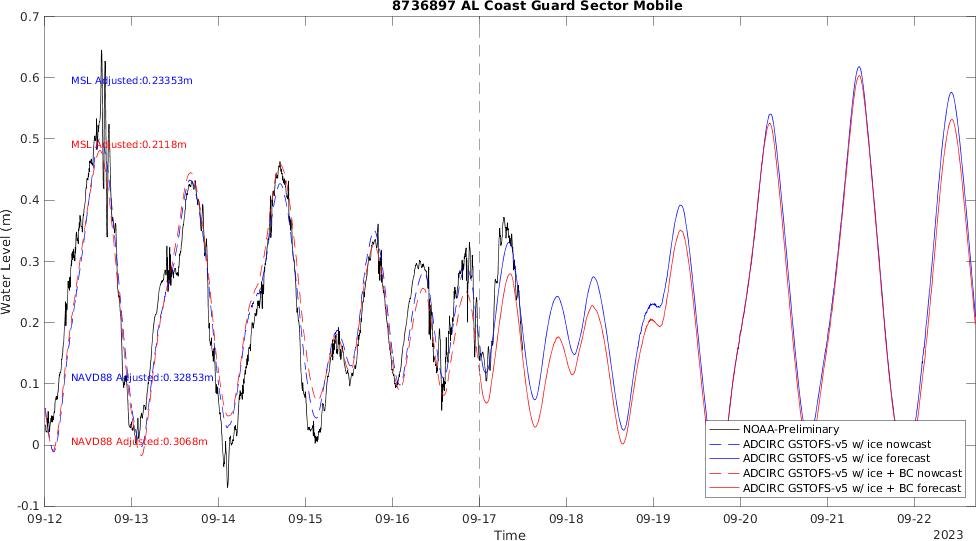 8736897 AL Coast Guard Sector Mobile
0.7
0.6
0.5
0.4
0.3
0.2
0.1
0
-0.1
Water Level (m)
MSL Adjusted:0.23353m
MSL Adjusted:0.2118m
NAVD88 Adjusted:0.32853m
NAVD88 Adjusted:0.3068m
NOAA-Preliminary
ADCIRC GSTOFS-v5 w/ ice nowcast
ADCIRC GSTOFS-v5 w/ ice forecast
ADCIRC GSTOFS-v5 w/ ice + BC nowcast
ADCIRC GSTOFS-v5 w/ ice + BC forecast
09-12 09-13 09-14 09-15 09-16 09-17 09-18 09-19 09-20 09-21 09-22
Time
2023